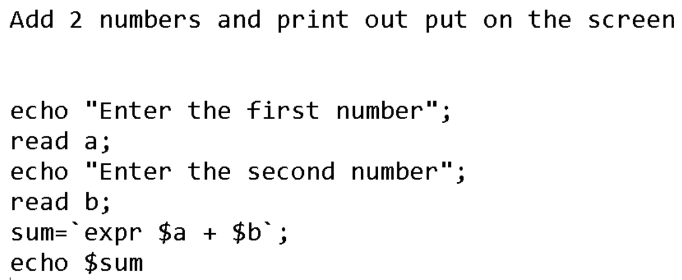 Add 2 numbers and print out put on the screen
echo "Enter the first number";
read a;
echo "Enter the second number";
read b;
sum=`expr $a + $b`;
echo $sum